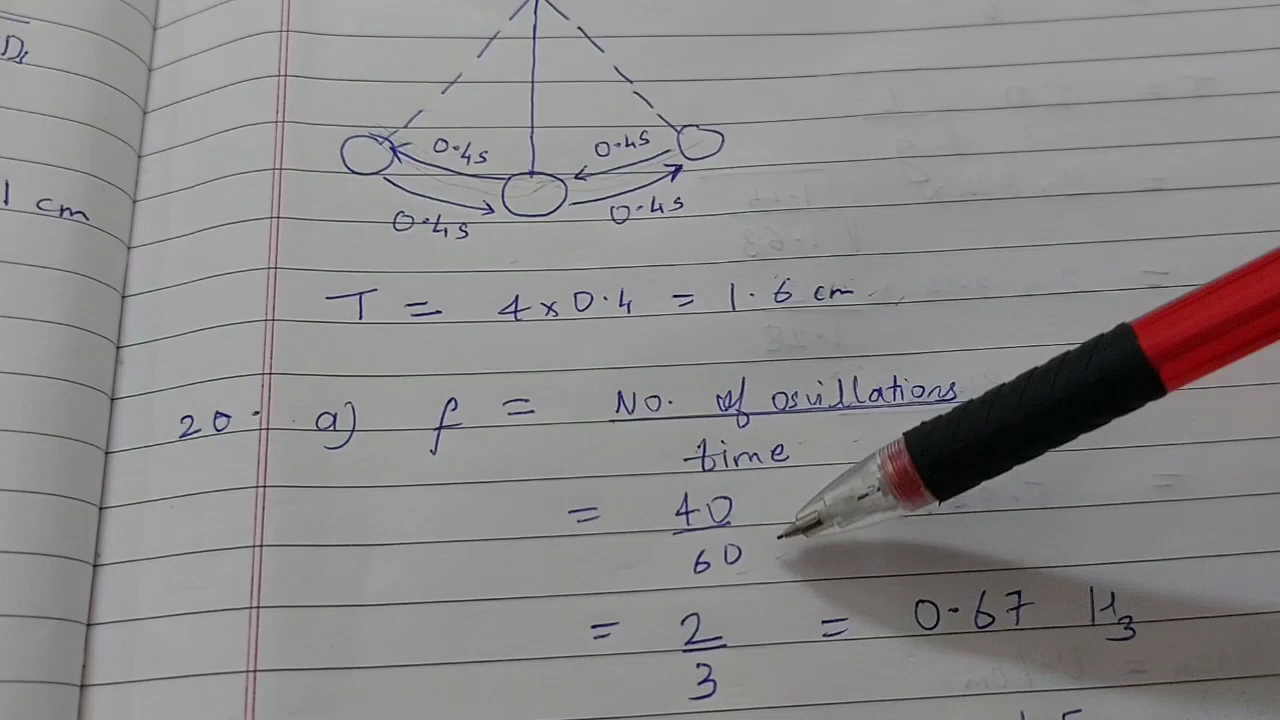 D,
1 cm
0.4s 0.4s
0.4s 0.4s
T = 4 x 0.4 = 1.6 cm
20. a) f = No. of oscillations
time
= 40
60
= 2 = 0.67 Hz
3